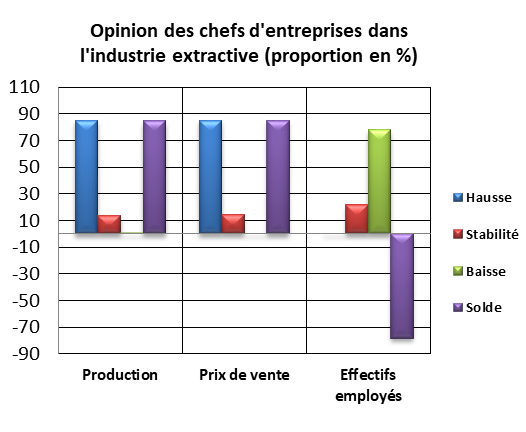 Opinion des chefs d'entreprises dans
l'industrie extractive (proportion en %)
110
90
70
50
30
10
-10
-30
-50
-70
-90
Production
Prix de vente
Effectifs
employés
Hausse
Stabilité
Baisse
Solde